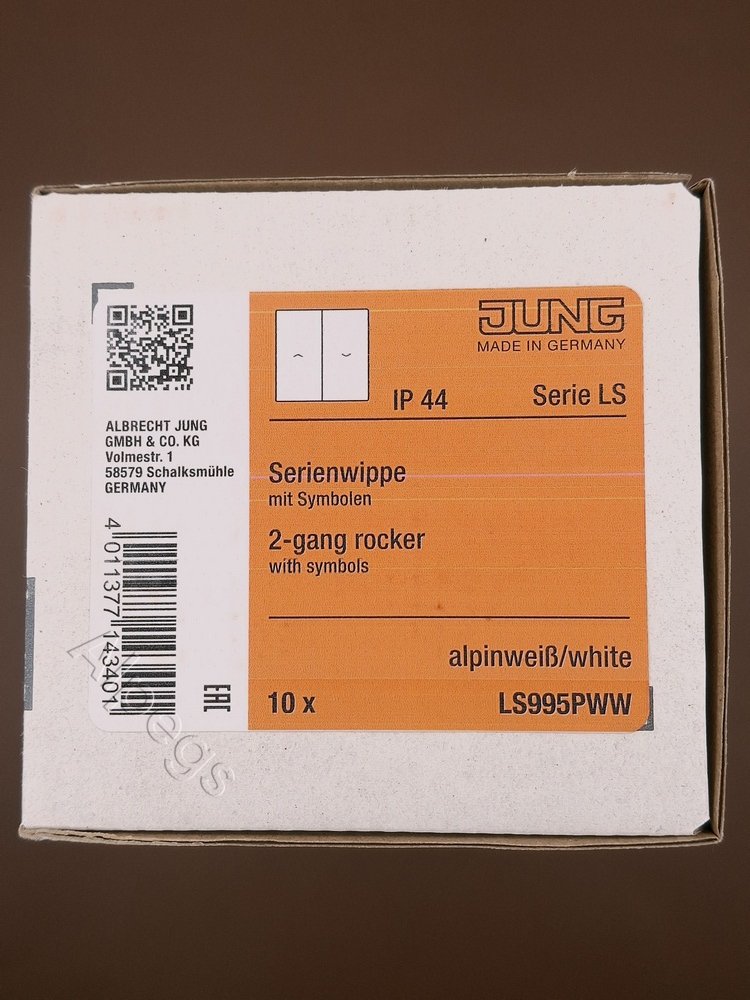 JUNG
MADE IN GERMANY
IP 44
Serie LS
ALBRECHT JUNG
GMBH & CO. KG
Volmestr. 1
58579 Schalksmühle
GERMANY
Serienwippe
mit Symbolen
2-gang rocker
with symbols
4 011377 143401
EAC
alpinweiß/white
10 x
LS995PWW